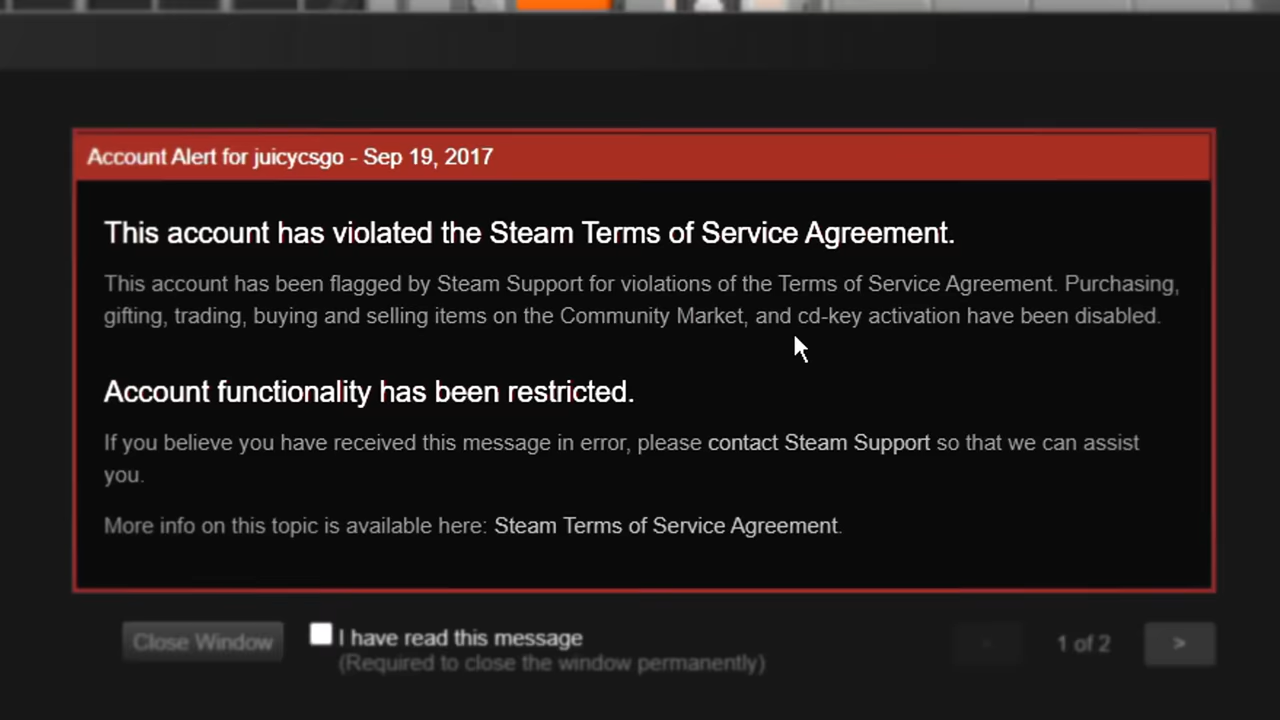 Account Alert for juicycsgo - Sep 19, 2017
This account has violated the Steam Terms of Service Agreement.
This account has been flagged by Steam Support for violations of the Terms of Service Agreement. Purchasing,
gifting, trading, buying and selling items on the Community Market, and cd-key activation have been disabled.
Account functionality has been restricted.
If you believe you have received this message in error, please contact Steam Support so that we can assist
you.
More info on this topic is available here: Steam Terms of Service Agreement.
Close Window
I have read this message
(Required to close the window permanently)
1 of 2
>